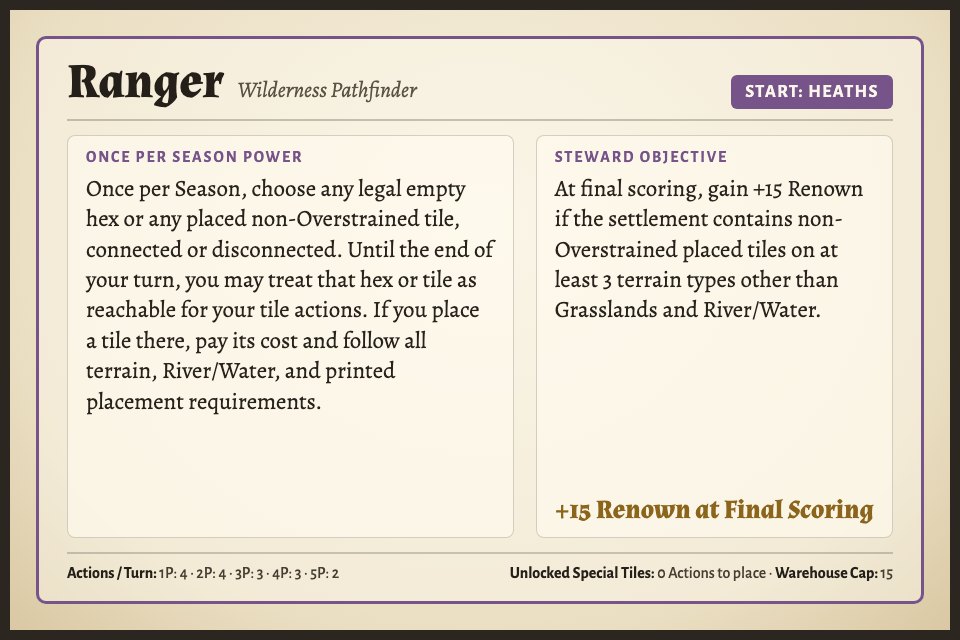 Ranger Wilderness Pathfinder
START: HEATHS
ONCE PER SEASON POWER
Once per Season, choose any legal empty
hex or any placed non-Overstrained tile,
connected or disconnected. Until the end of
your turn, you may treat that hex or tile as
reachable for your tile actions. If you place
a tile there, pay its cost and follow all
terrain, River/Water, and printed
placement requirements.
STEWARD OBJECTIVE
At final scoring, gain +15 Renown
if the settlement contains non-
Overstrained placed tiles on at
least 3 terrain types other than
Grasslands and River/Water.
+15 Renown at Final Scoring
Actions / Turn: 1P: 4 · 2P: 4 · 3P: 3 · 4P: 3 · 5P: 2
Unlocked Special Tiles: 0 Actions to place · Warehouse Cap: 15